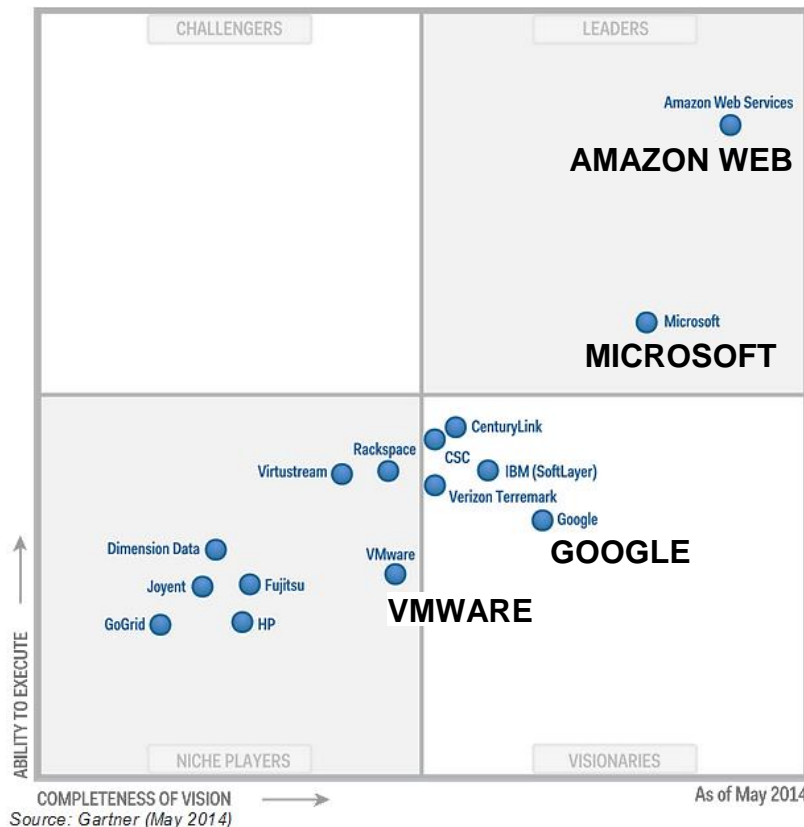 CHALLENGERS
LEADERS
Amazon Web Services
AMAZON WEB
Microsoft
MICROSOFT
CenturyLink
Rackspace
CSC
Virtustream
IBM (SoftLayer)
Verizon Terremark
Google
GOOGLE
Dimension Data
VMware
Joyent
Fujitsu
VMWARE
GoGrid
HP
ABILITY TO EXECUTE
NICHE PLAYERS
VISIONARIES
COMPLETENESS OF VISION
As of May 2014
Source: Gartner (May 2014)